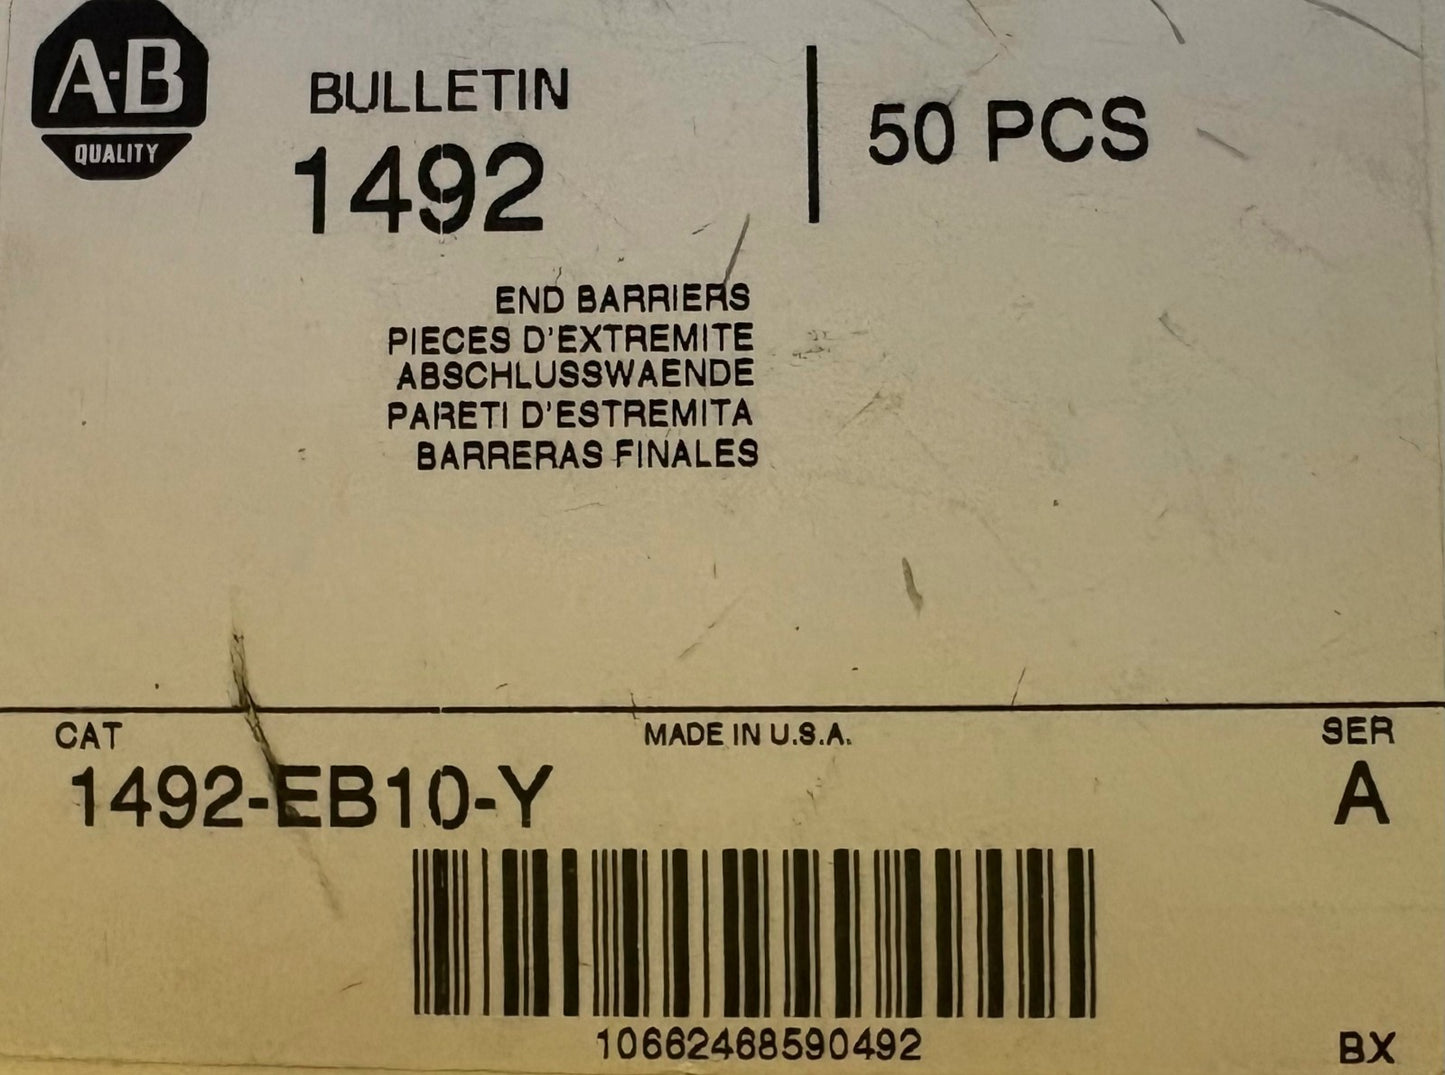 A-B
QUALITY
BULLETIN
1492
50 PCS
END BARRIERS
PIECES D'EXTREMITE
ABSCHLUSSWAENDE
PARETI D'ESTREMITA
BARRERAS FINALES
CAT
MADE IN U.S.A.
SER
1492-EB10-Y
A
10662468590492
BX